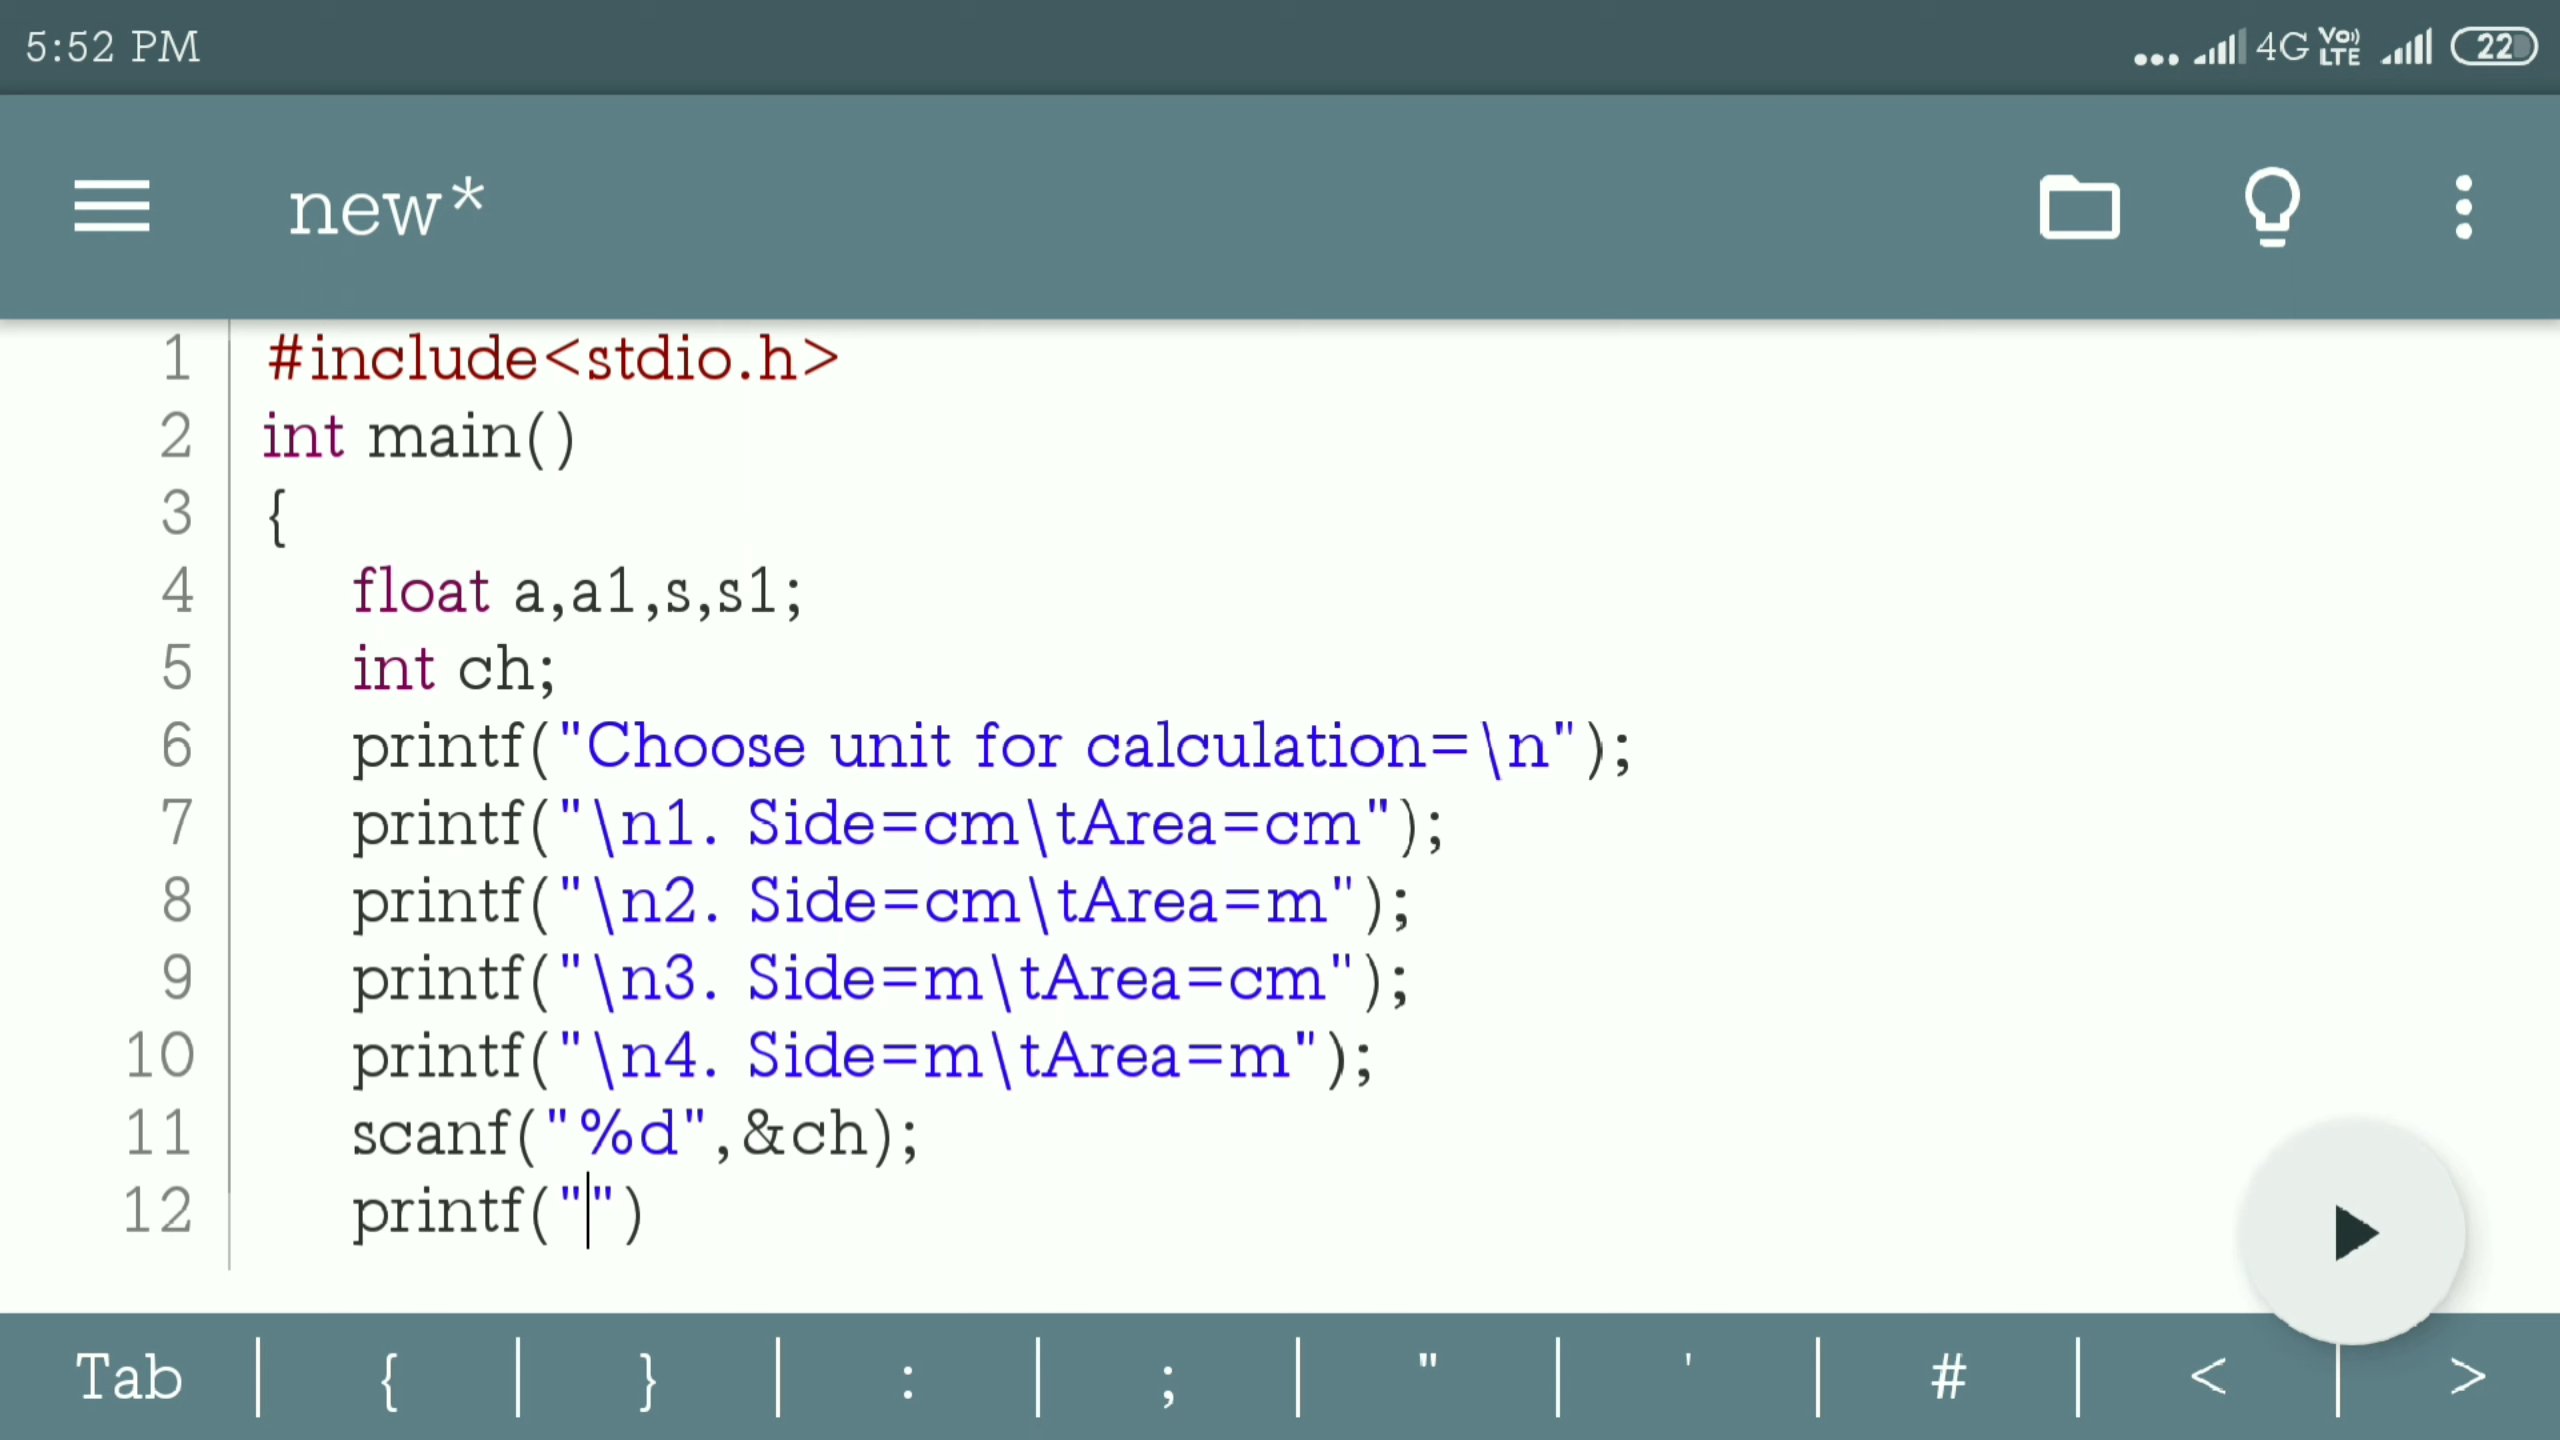 5:52 PM
4G Vo) LTE 22
new*
1 #include<stdio.h>
2 int main()
3 {
4 float a,a1,s,s1;
5 int ch;
6 printf("Choose unit for calculation=\n");
7 printf("\n1. Side=cm\tArea=cm");
8 printf("\n2. Side=cm\tArea=m");
9 printf("\n3. Side=m\tArea=cm");
10 printf("\n4. Side=m\tArea=m");
11 scanf("%d",&ch);
12 printf("")
Tab { } : ; " ' # < >